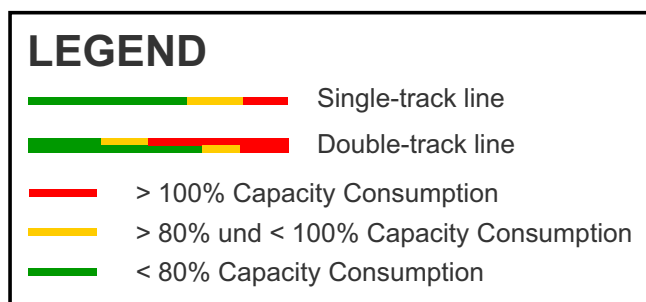 LEGEND
Single-track line
Double-track line
> 100% Capacity Consumption
> 80% und < 100% Capacity Consumption
< 80% Capacity Consumption